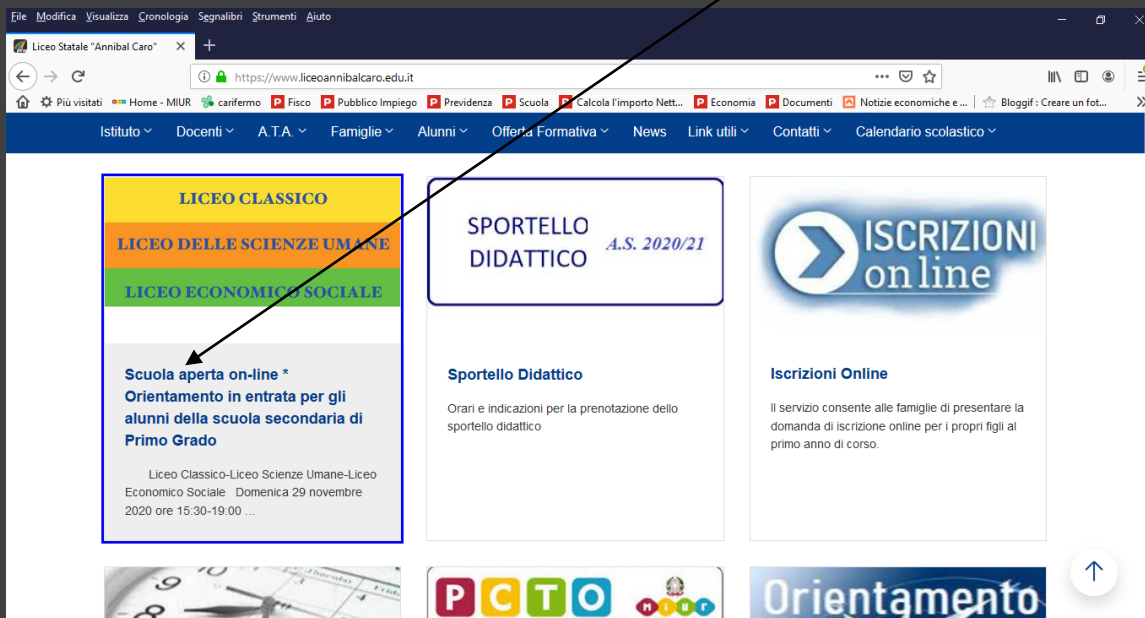 File Modifica Visualizza Cronologia Segnalibri Strumenti Aiuto
Liceo Statale "Annibal Caro"
https://www.liceoannibalcaro.edu.it
Più visitati Home - MIUR carifermo Fisco Pubblico Impiego Previdenza Scuola Calcola l'importo Nett... Economia Documenti Notizie economiche e ... Bloggif : Creare un fot...
Istituto Docenti A.T.A. Famiglie Alunni Offerta Formativa News Link utili Contatti Calendario scolastico
LICEO CLASSICO
LICEO DELLE SCIENZE UMANE
LICEO ECONOMICO SOCIALE
Scuola aperta on-line *
Orientamento in entrata per gli
alunni della scuola secondaria di
Primo Grado
Liceo Classico-Liceo Scienze Umane-Liceo
Economico Sociale Domenica 29 novembre
2020 ore 15:30-19:00 ...
SPORTELLO
DIDATTICO
A.S. 2020/21
Sportello Didattico
Orari e indicazioni per la prenotazione dello
sportello didattico
ISCRIZIONI
on line
Iscrizioni Online
Il servizio consente alle famiglie di presentare la
domanda di iscrizione online per i propri figli al
primo anno di corso.
9 10
8
Thursday
PCTO
MIUR
Orientamento